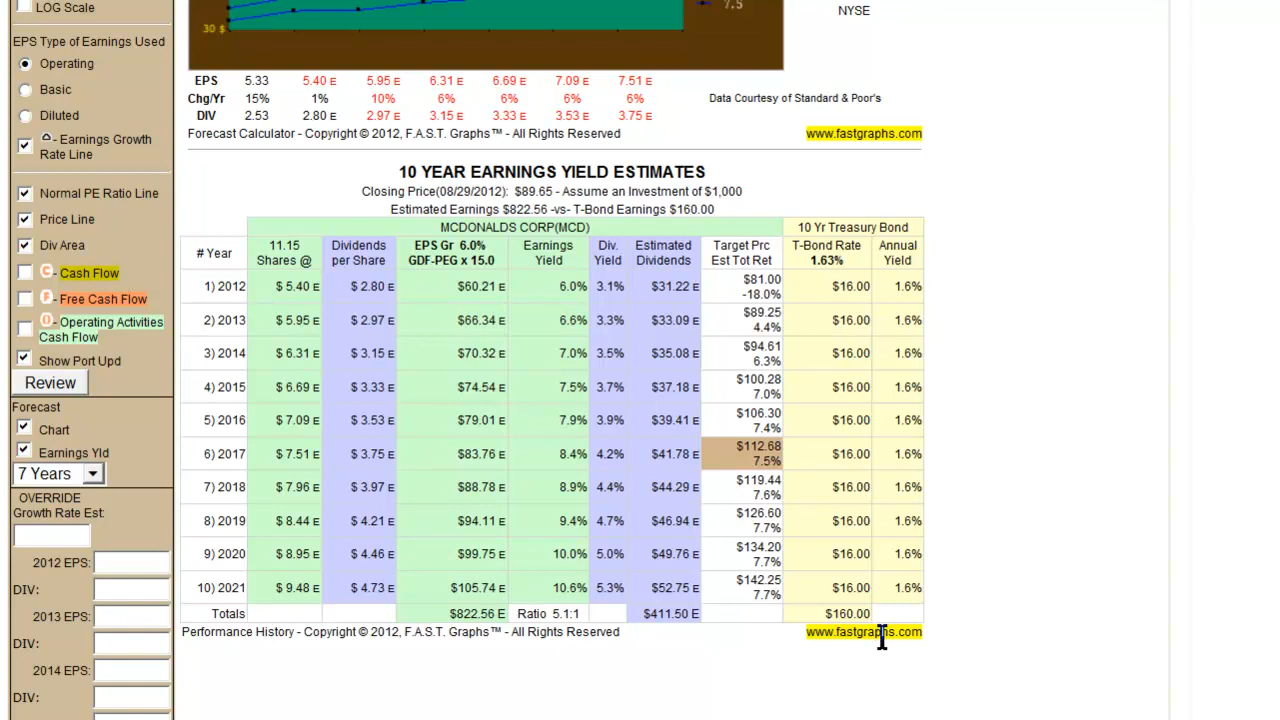 LOG Scale
EPS Type of Earnings Used
Operating
Basic
Diluted
- Earnings Growth
Rate Line
Normal PE Ratio Line
Price Line
Div Area
C- Cash Flow
F- Free Cash Flow
O- Operating Activities
Cash Flow
Show Port Upd
Review
Forecast
Chart
Earnings Yld
7 Years
OVERRIDE
Growth Rate Est:
2012 EPS:
DIV:
2013 EPS:
DIV:
2014 EPS:
DIV:
30 $
7.5
NYSE
EPS 5.33 5.40 E 5.95 E 6.31 E 6.69 E 7.09 E 7.51 E
Chg/Yr 15% 1% 10% 6% 6% 6% 6%
DIV 2.53 2.80 E 2.97 E 3.15 E 3.33 E 3.53 E 3.75 E
Data Courtesy of Standard & Poor's
Forecast Calculator - Copyright © 2012, F.A.S.T. Graphs™ - All Rights Reserved www.fastgraphs.com
10 YEAR EARNINGS YIELD ESTIMATES
Closing Price(08/29/2012): $89.65 - Assume an Investment of $1,000
Estimated Earnings $822.56 -vs- T-Bond Earnings $160.00
MCDONALDS CORP(MCD) 10 Yr Treasury Bond
# Year 11.15 Dividends EPS Gr 6.0% Earnings Div. Estimated Target Prc T-Bond Rate Annual
Shares @ per Share GDF-PEG x 15.0 Yield Yield Dividends Est Tot Ret 1.63% Yield
1) 2012 $ 5.40 E $ 2.80 E $60.21 E 6.0% 3.1% $31.22 E $81.00 $16.00 1.6%
-18.0%
2) 2013 $ 5.95 E $ 2.97 E $66.34 E 6.6% 3.3% $33.09 E $89.25 $16.00 1.6%
4.4%
3) 2014 $ 6.31 E $ 3.15 E $70.32 E 7.0% 3.5% $35.08 E $94.61 $16.00 1.6%
6.3%
4) 2015 $ 6.69 E $ 3.33 E $74.54 E 7.5% 3.7% $37.18 E $100.28 $16.00 1.6%
7.0%
5) 2016 $ 7.09 E $ 3.53 E $79.01 E 7.9% 3.9% $39.41 E $106.30 $16.00 1.6%
7.4%
6) 2017 $ 7.51 E $ 3.75 E $83.76 E 8.4% 4.2% $41.78 E $112.68 $16.00 1.6%
7.5%
7) 2018 $ 7.96 E $ 3.97 E $88.78 E 8.9% 4.4% $44.29 E $119.44 $16.00 1.6%
7.6%
8) 2019 $ 8.44 E $ 4.21 E $94.11 E 9.4% 4.7% $46.94 E $126.60 $16.00 1.6%
7.7%
9) 2020 $ 8.95 E $ 4.46 E $99.75 E 10.0% 5.0% $49.76 E $134.20 $16.00 1.6%
7.7%
10) 2021 $ 9.48 E $ 4.73 E $105.74 E 10.6% 5.3% $52.75 E $142.25 $16.00 1.6%
7.7%
Totals $822.56 E Ratio 5.1:1 $411.50 E $160.00
Performance History - Copyright © 2012, F.A.S.T. Graphs™ - All Rights Reserved www.fastgraphs.com